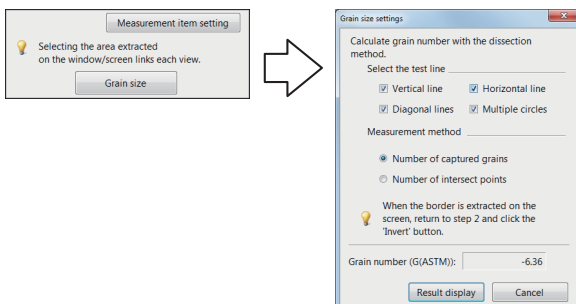 Measurement item setting
Selecting the area extracted
on the window/screen links each view.
Grain size
Grain size settings
Calculate grain number with the dissection
method.
Select the test line
Vertical line
Horizontal line
Diagonal lines
Multiple circles
Measurement method
Number of captured grains
Number of intersect points
When the border is extracted on the
screen, return to step 2 and click the
'Invert' button.
Grain number (G(ASTM)):
-6.36
Result display
Cancel